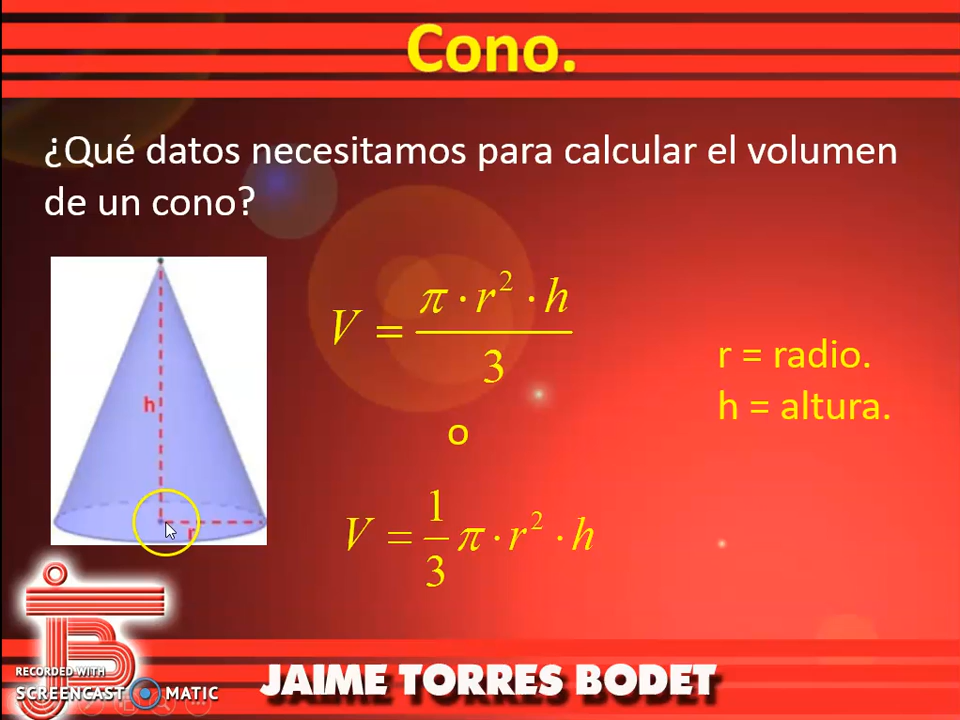 Cono.
¿Qué datos necesitamos para calcular el volumen
de un cono?
V = π · r² · h / 3
r = radio.
h = altura.
o
V = 1/3 π · r² · h
h
r
RECORDED WITH
SCREENCAST MATIC
JAIME TORRES BODET